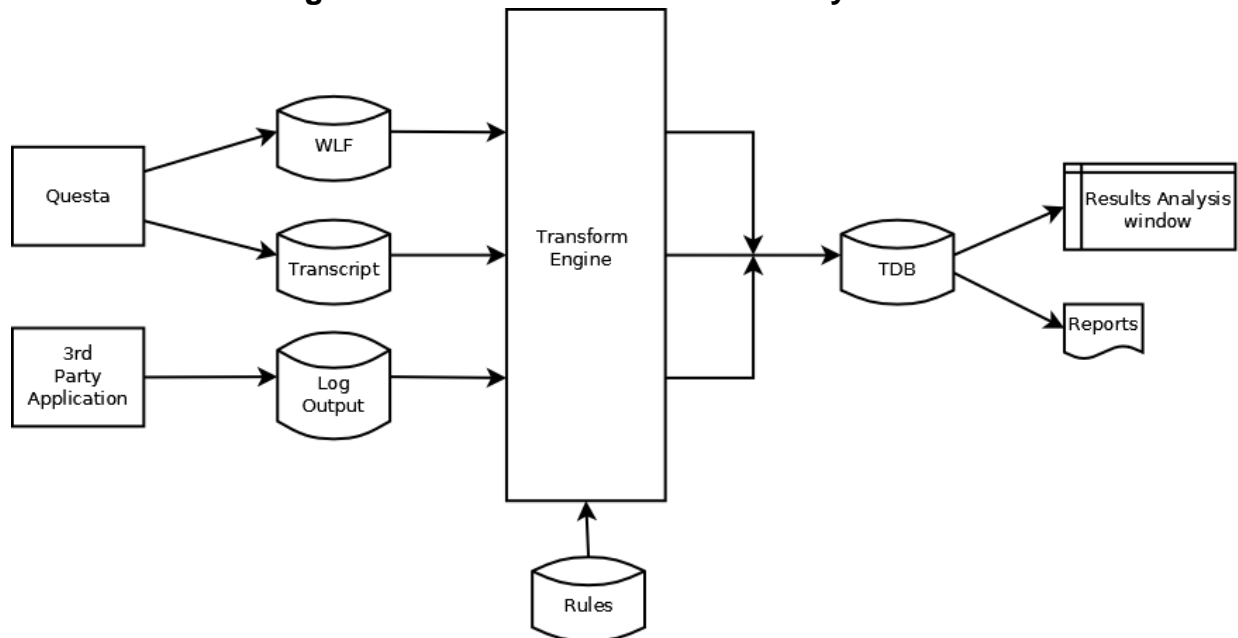 WLF
Questa
Transcript
Transform
Engine
TDB
Results Analysis
window
Reports
3rd
Party
Application
Log
Output
Rules